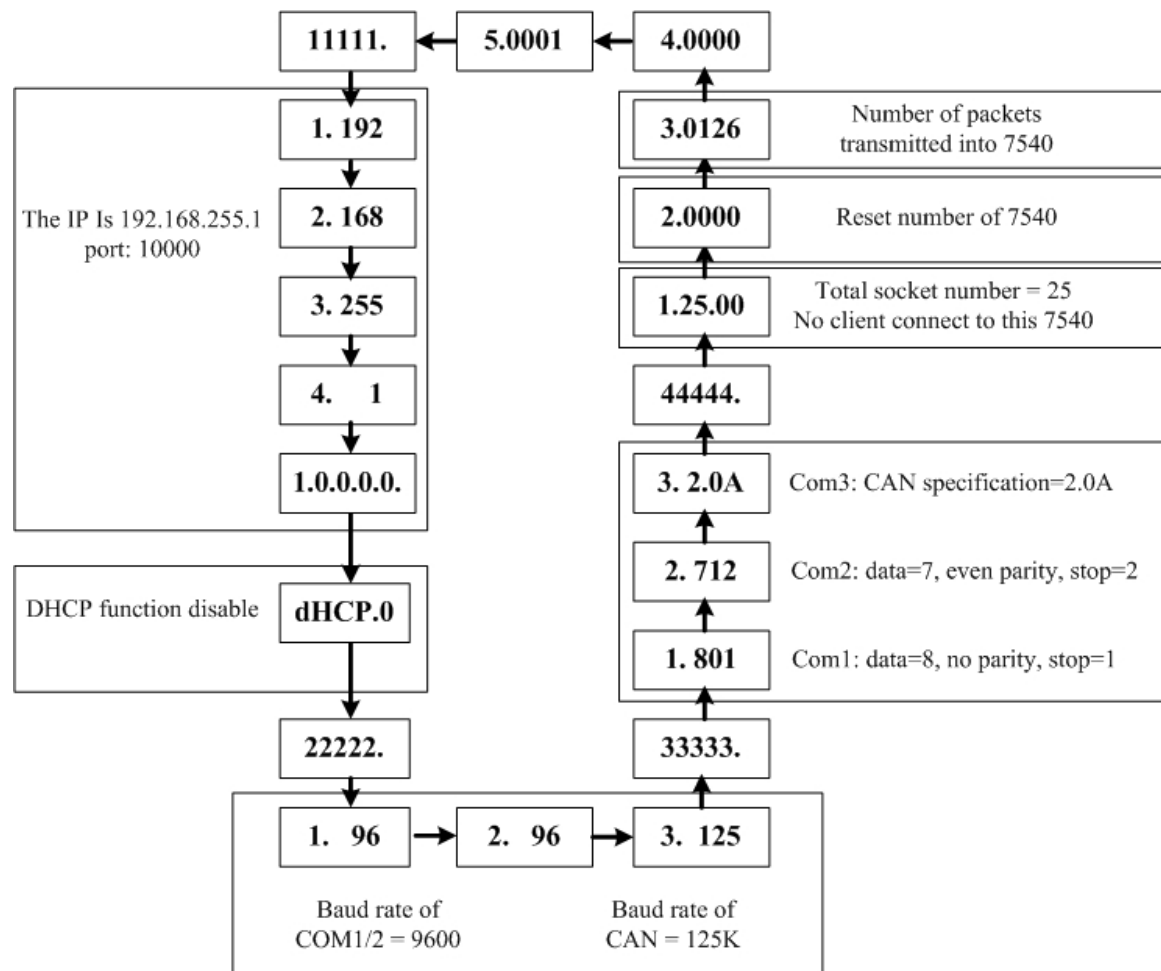 11111.
5.0001
4.0000
1. 192
2. 168
3. 255
4. 1
1.0.0.0.0.
The IP Is 192.168.255.1
port: 10000
dHCP.0
DHCP function disable
22222.
1. 96
2. 96
3. 125
Baud rate of
COM1/2 = 9600
Baud rate of
CAN = 125K
33333.
1. 801
Com1: data=8, no parity, stop=1
2. 712
Com2: data=7, even parity, stop=2
3. 2.0A
Com3: CAN specification=2.0A
44444.
1.25.00
Total socket number = 25
No client connect to this 7540
2.0000
Reset number of 7540
3.0126
Number of packets
transmitted into 7540